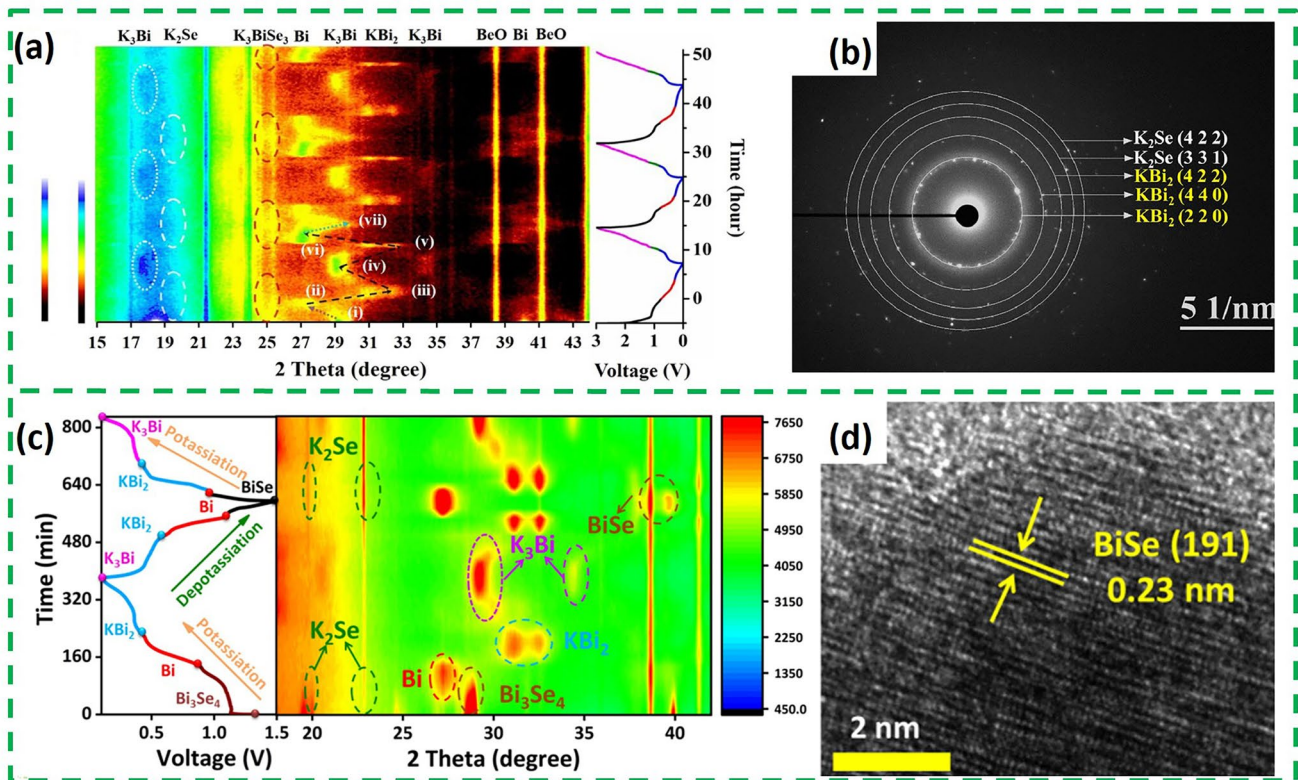 (a)
K₃Bi K₂Se K₃BiSe₃ Bi K₃Bi KBi₂ K₃Bi BeO Bi BeO
50
40
30
20
10
0
Time (hour)
(vii)
(vi)
(v)
(iv)
(ii)
(iii)
(i)
15 17 19 21 23 25 27 29 31 33 35 37 39 41 43
3 2 1 0
2 Theta (degree)
Voltage (V)
(b)
K₂Se (4 2 2)
K₂Se (3 3 1)
KBi₂ (4 2 2)
KBi₂ (4 4 0)
KBi₂ (2 2 0)
5 1/nm
(c)
800
640
480
320
160
0
Time (min)
K₃Bi
Potassiation
KBi₂
BiSe
Bi
KBi₂
K₃Bi
Depotassiation
Potassiation
KBi₂
Bi
Bi₃Se₄
0.5 1.0 1.5
Voltage (V)
K₂Se
BiSe
K₃Bi
K₂Se
KBi₂
Bi
Bi₃Se₄
20 25 30 35 40
2 Theta (degree)
7650
6750
5850
4950
4050
3150
2250
1350
450.0
(d)
BiSe (191)
0.23 nm
2 nm